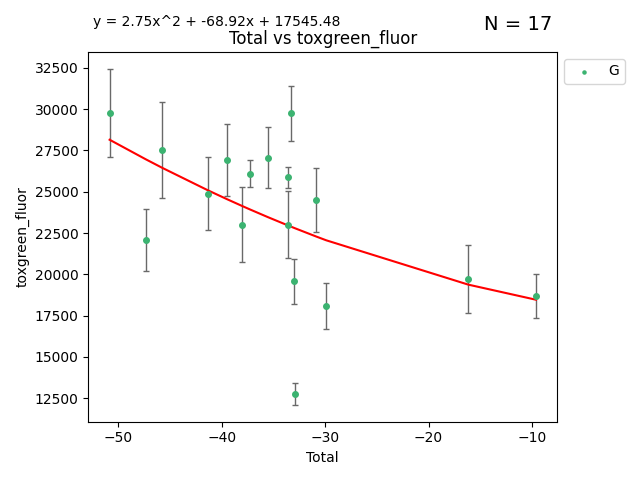 y = 2.75x^2 + -68.92x + 17545.48
N = 17
Total vs toxgreen_fluor
G
32500
30000
27500
25000
22500
20000
17500
15000
12500
toxgreen_fluor
−50
−40
−30
−20
−10
Total